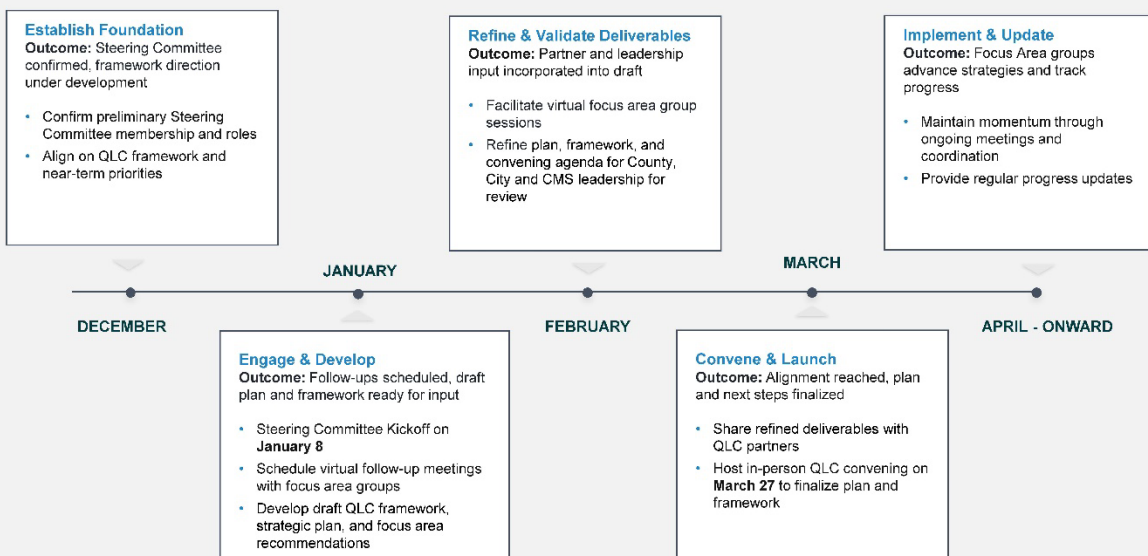 Establish Foundation
Outcome: Steering Committee
confirmed, framework direction
under development
• Confirm preliminary Steering
Committee membership and roles
• Align on QLC framework and
near-term priorities
Refine & Validate Deliverables
Outcome: Partner and leadership
input incorporated into draft
• Facilitate virtual focus area group
sessions
• Refine plan, framework, and
convening agenda for County,
City and CMS leadership for
review
Implement & Update
Outcome: Focus Area groups
advance strategies and track
progress
• Maintain momentum through
ongoing meetings and
coordination
• Provide regular progress updates
JANUARY
MARCH
DECEMBER
FEBRUARY
APRIL - ONWARD
Engage & Develop
Outcome: Follow-ups scheduled, draft
plan and framework ready for input
• Steering Committee Kickoff on
January 8
• Schedule virtual follow-up meetings
with focus area groups
• Develop draft QLC framework,
strategic plan, and focus area
recommendations
Convene & Launch
Outcome: Alignment reached, plan
and next steps finalized
• Share refined deliverables with
QLC partners
• Host in-person QLC convening on
March 27 to finalize plan and
framework